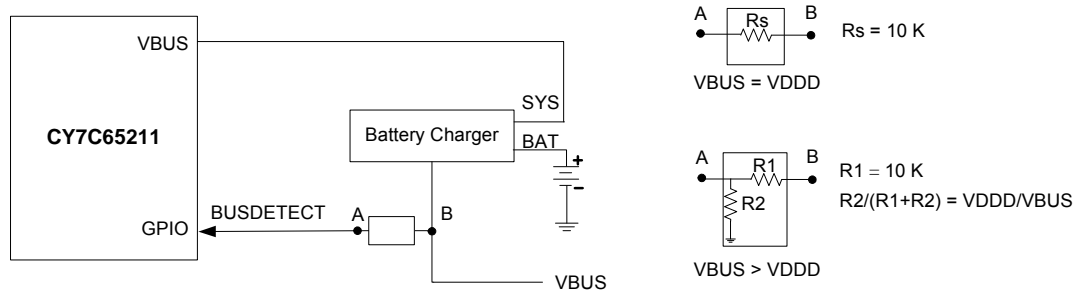 VBUS
CY7C65211
GPIO
BUSDETECT
A
B
SYS
Battery Charger
BAT
+
-
VBUS
A
Rs
B
Rs = 10 K
VBUS = VDDD
A
R1
B
R2
R1 = 10 K
R2/(R1+R2) = VDDD/VBUS
VBUS > VDDD